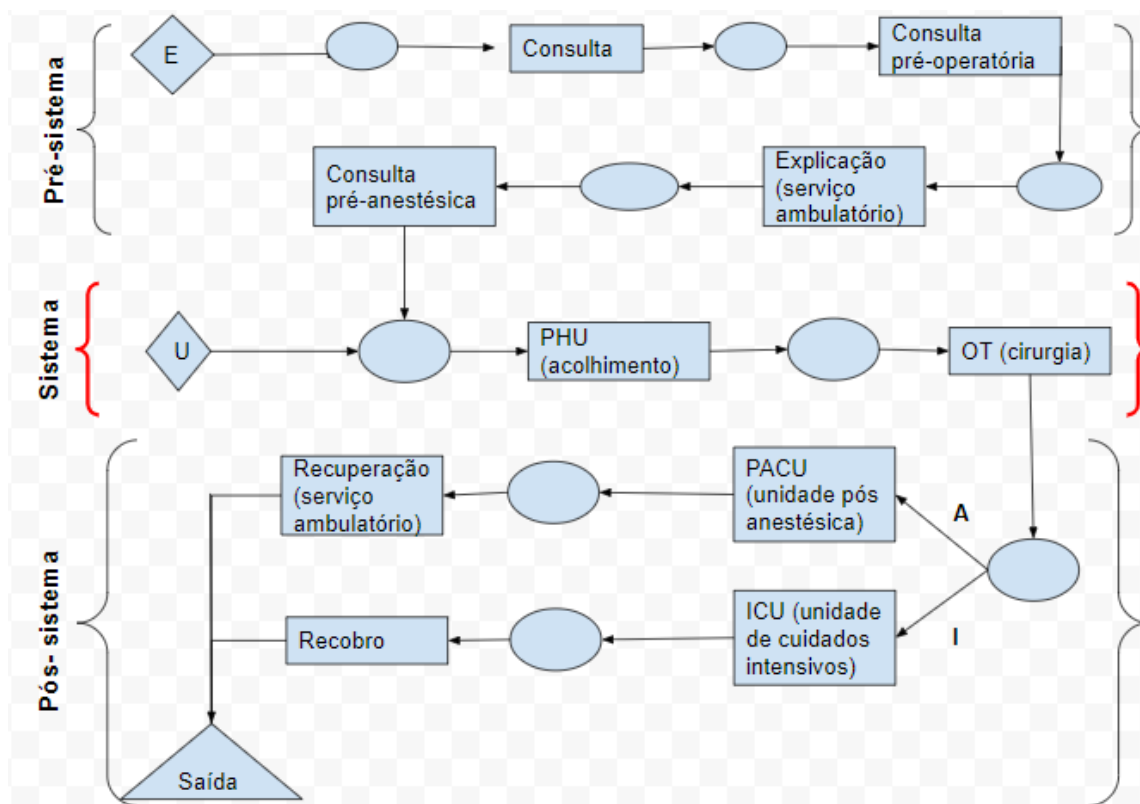 Pré-sistema
E
Consulta
Consulta
pré-operatória
Consulta
pré-anestésica
Explicação
(serviço
ambulatório)
Sistema
U
PHU
(acolhimento)
OT (cirurgia)
Pós- sistema
Recuperação
(serviço
ambulatório)
PACU
(unidade pós
anestésica)
A
Recobro
ICU (unidade
de cuidados
intensivos)
I
Saída